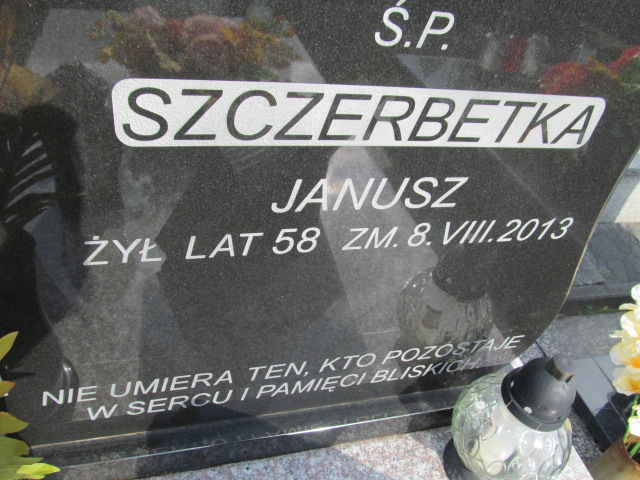 Ś.P.
SZCZERBETKA
JANUSZ
ŻYŁ LAT 58 ZM. 8. VIII. 2013
NIE UMIERA TEN, KTO POZOSTAJE
W SERCU I PAMIĘCI BLISKICH.